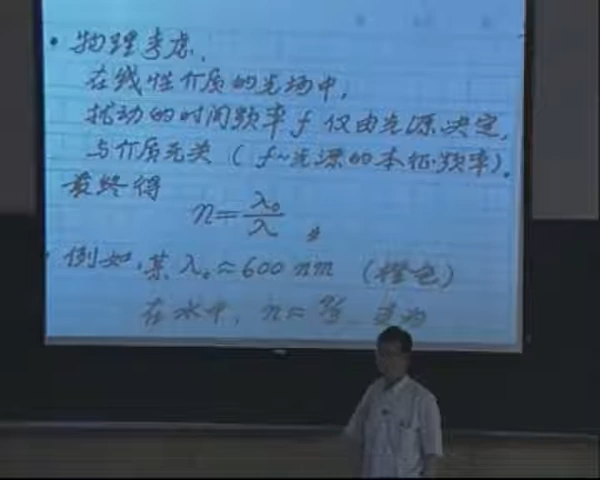 • 物理考虑,
在线性介质的光场中,
扰动的时间频率 f 仅由光源决定,
与介质无关 ( f~光源的本征频率).
最终得
n=λ₀/λ
• 例如, 某 λ₀≈600 nm (橙色)
在水中, n≈